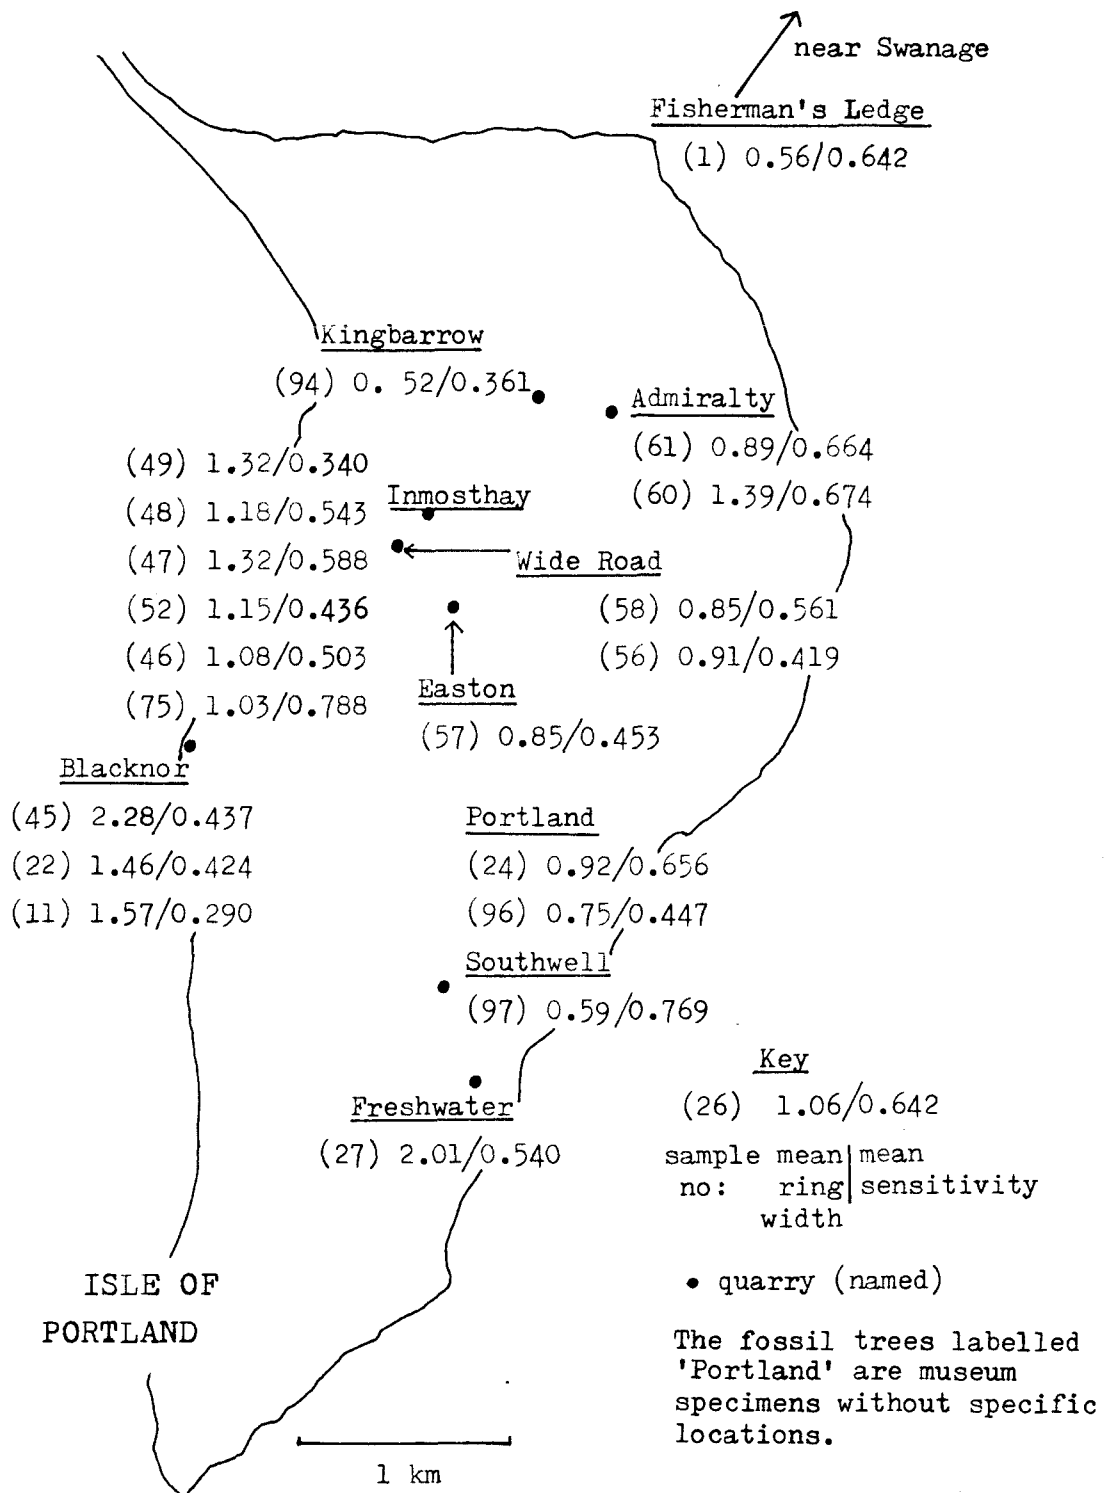 near Swanage
Fisherman's Ledge
(1) 0.56/0.642
Kingbarrow
(94) 0. 52/0.361
Admiralty
(61) 0.89/0.664
(60) 1.39/0.674
(49) 1.32/0.340
(48) 1.18/0.543
(47) 1.32/0.588
(52) 1.15/0.436
(46) 1.08/0.503
(75) 1.03/0.788
Inmosthay
Wide Road
(58) 0.85/0.561
(56) 0.91/0.419
Easton
(57) 0.85/0.453
Blacknor
(45) 2.28/0.437
(22) 1.46/0.424
(11) 1.57/0.290
Portland
(24) 0.92/0.656
(96) 0.75/0.447
Southwell
(97) 0.59/0.769
Freshwater
(27) 2.01/0.540
Key
(26) 1.06/0.642
sample mean|mean
no: ring|sensitivity
width
• quarry (named)
The fossil trees labelled
'Portland' are museum
specimens without specific
locations.
ISLE OF
PORTLAND
1 km